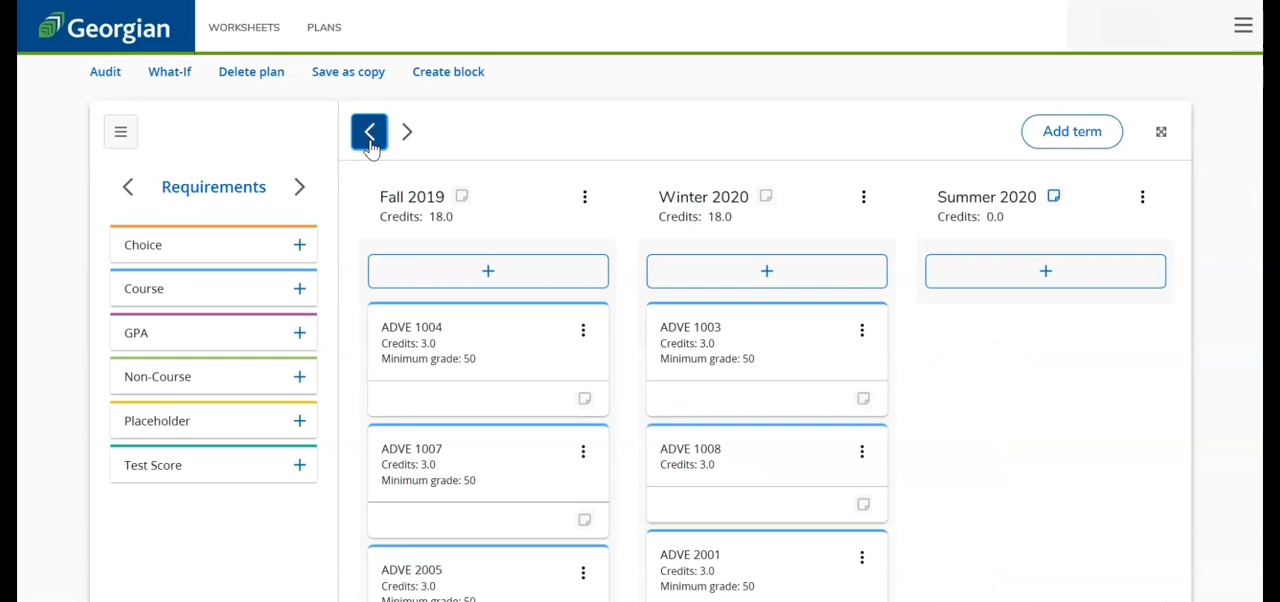 Georgian
WORKSHEETS PLANS
Audit What-If Delete plan Save as copy Create block
Add term
Requirements
Choice
Course
GPA
Non-Course
Placeholder
Test Score
Fall 2019
Credits: 18.0
ADVE 1004
Credits: 3.0
Minimum grade: 50
ADVE 1007
Credits: 3.0
Minimum grade: 50
ADVE 2005
Credits: 3.0
Minimum grade: 50
Winter 2020
Credits: 18.0
ADVE 1003
Credits: 3.0
Minimum grade: 50
ADVE 1008
Credits: 3.0
ADVE 2001
Credits: 3.0
Minimum grade: 50
Summer 2020
Credits: 0.0